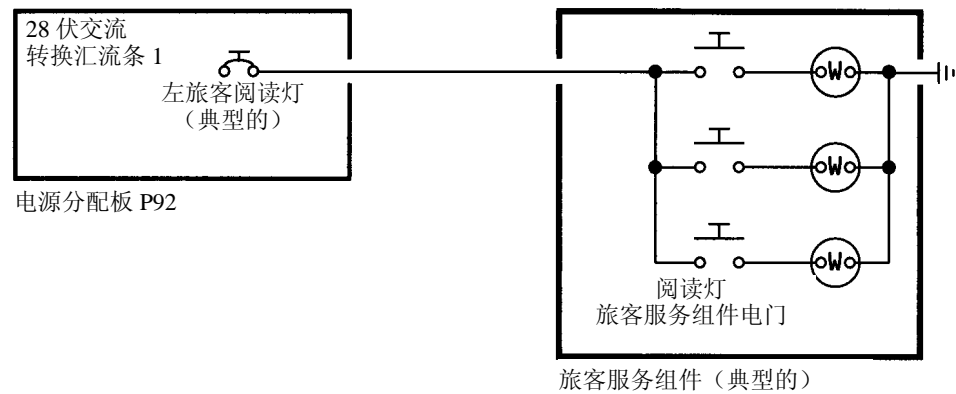 28 伏交流
转换汇流条 1
左旅客阅读灯
（典型的）
电源分配板 P92
W
W
W
阅读灯
旅客服务组件电门
旅客服务组件（典型的）